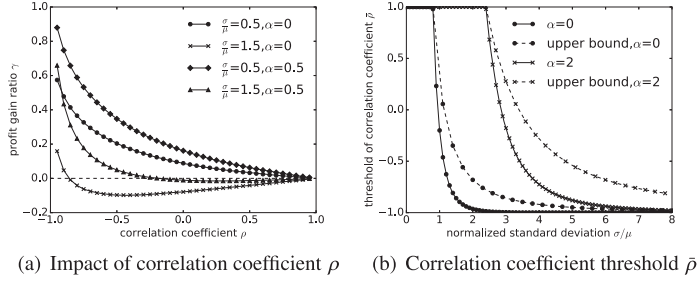 1.0
0.8
0.6
0.4
0.2
0.0
−0.2
−1.0
−0.5
0.0
0.5
1.0
profit gain ratio γ
correlation coefficient ρ
σ/μ=0.5,α=0
σ/μ=1.5,α=0
σ/μ=0.5,α=0.5
σ/μ=1.5,α=0.5
(a) Impact of correlation coefficient ρ
1.0
0.5
0.0
−0.5
−1.0
0 1 2 3 4 5 6 7 8
threshold of correlation coefficient ρ̄
normalized standard deviation σ/μ
α=0
upper bound,α=0
α=2
upper bound,α=2
(b) Correlation coefficient threshold ρ̄